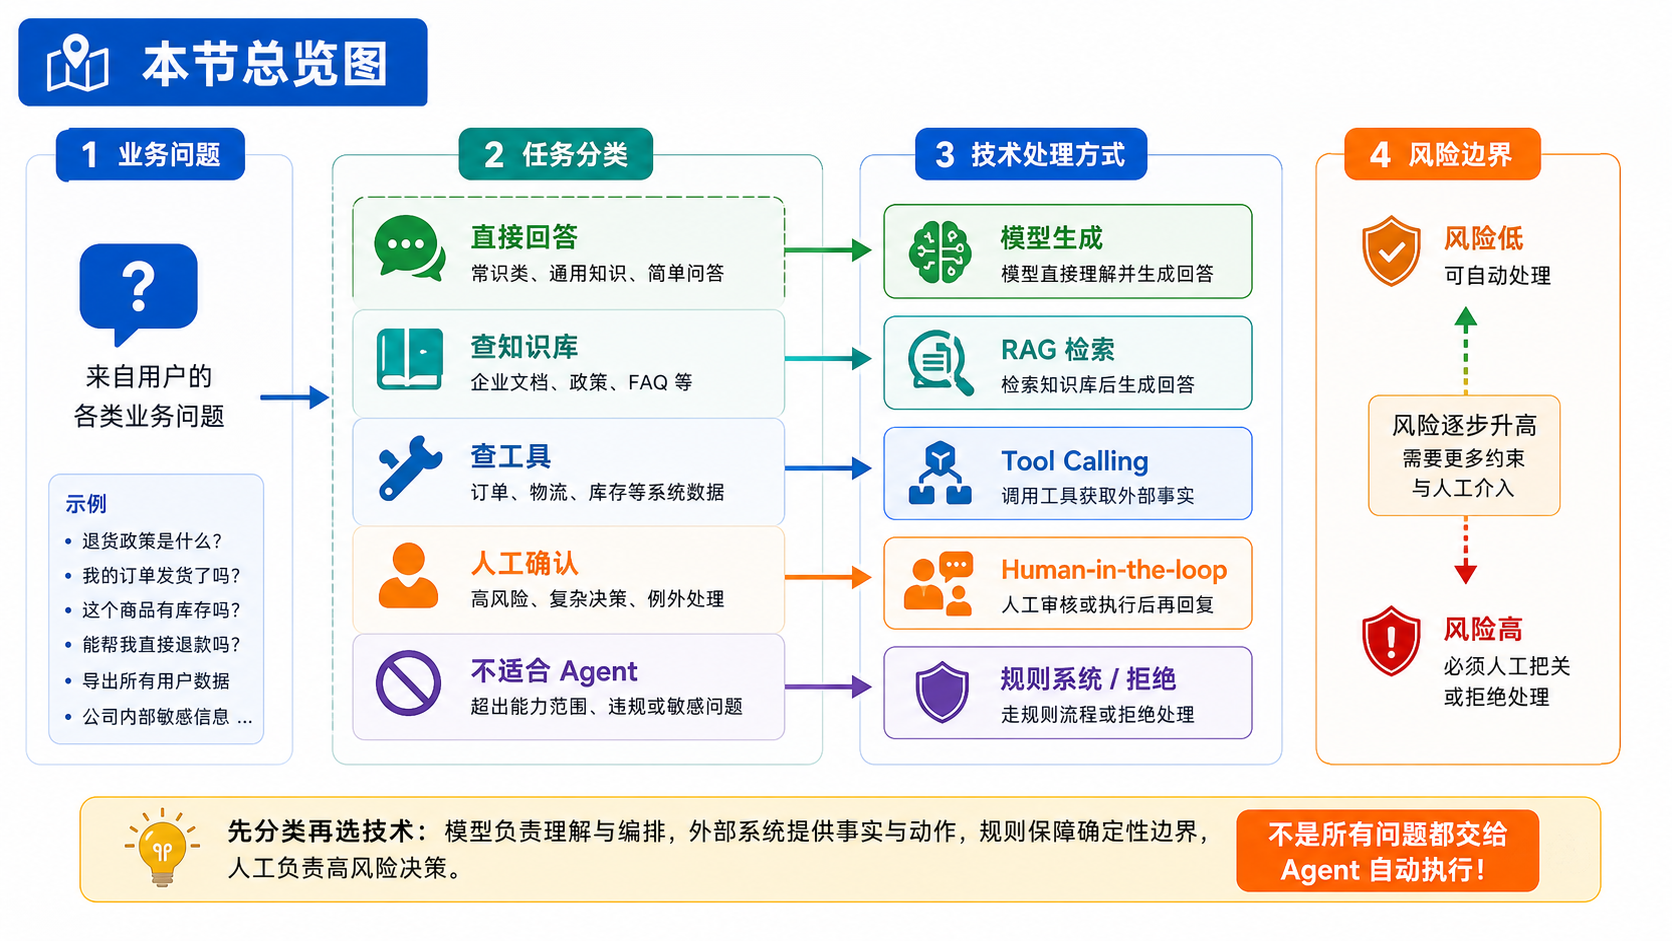 本节总览图
1 业务问题
?
来自用户的
各类业务问题
示例
• 退货政策是什么?
• 我的订单发货了吗?
• 这个商品有库存吗?
• 能帮我直接退款吗?
• 导出所有用户数据
• 公司内部敏感信息 ...
2 任务分类
直接回答
常识类、通用知识、简单问答
查知识库
企业文档、政策、FAQ 等
查工具
订单、物流、库存等系统数据
人工确认
高风险、复杂决策、例外处理
不适合 Agent
超出能力范围、违规或敏感问题
3 技术处理方式
模型生成
模型直接理解并生成回答
RAG 检索
检索知识库后生成回答
Tool Calling
调用工具获取外部事实
Human-in-the-loop
人工审核或执行后再回复
规则系统 / 拒绝
走规则流程或拒绝处理
4 风险边界
风险低
可自动处理
风险逐步升高
需要更多约束
与人工介入
风险高
必须人工把关
或拒绝处理
先分类再选技术：模型负责理解与编排，外部系统提供事实与动作，规则保障确定性边界，
人工负责高风险决策。
不是所有问题都交给
Agent 自动执行！